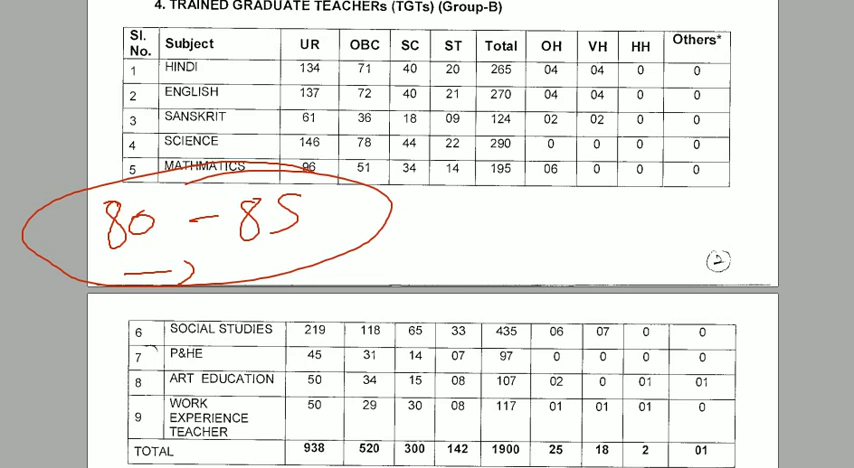 4. TRAINED GRADUATE TEACHERs (TGTs) (Group-B)
Sl. No. Subject UR OBC SC ST Total OH VH HH Others*
1 HINDI 134 71 40 20 265 04 04 0 0
2 ENGLISH 137 72 40 21 270 04 04 0 0
3 SANSKRIT 61 36 18 09 124 02 02 0 0
4 SCIENCE 146 78 44 22 290 0 0 0 0
5 MATHMATICS 96 51 34 14 195 06 0 0 0
80 - 85
2
6 SOCIAL STUDIES 219 118 65 33 435 06 07 0 0
7 P&HE 45 31 14 07 97 0 0 0 0
8 ART EDUCATION 50 34 15 08 107 02 0 01 01
9 WORK EXPERIENCE TEACHER 50 29 30 08 117 01 01 01 0
TOTAL 938 520 300 142 1900 25 18 2 01